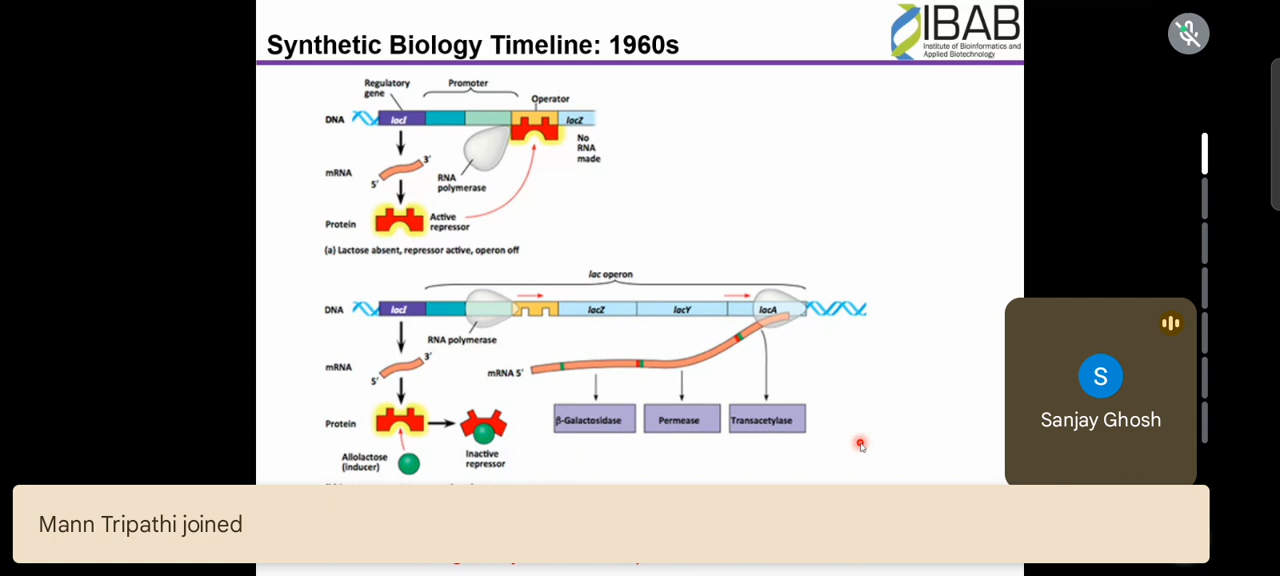 Synthetic Biology Timeline: 1960s
IBAB
Institute of Bioinformatics and
Applied Biotechnology
Regulatory
gene
Promoter
Operator
DNA
lacI
lacZ
No
RNA
made
mRNA
3'
5'
RNA
polymerase
Protein
Active
repressor
(a) Lactose absent, repressor active, operon off
lac operon
DNA
lacI
lacZ
lacY
lacA
RNA polymerase
mRNA
3'
5'
mRNA 5'
Protein
β-Galactosidase
Permease
Transacetylase
Allolactose
(inducer)
Inactive
repressor
S
Sanjay Ghosh
Mann Tripathi joined